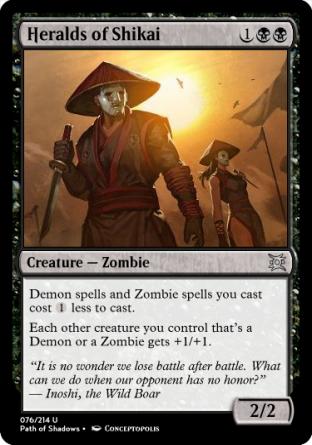 Heralds of Shikai 1
Creature — Zombie
Demon spells and Zombie spells you cast
cost 1 less to cast.
Each other creature you control that's a
Demon or a Zombie gets +1/+1.
"It is no wonder we lose battle after battle. What
can we do when our opponent has no honor?"
— Inoshi, the Wild Boar
2/2
076/214 U
Path of Shadows • Conceptopolis